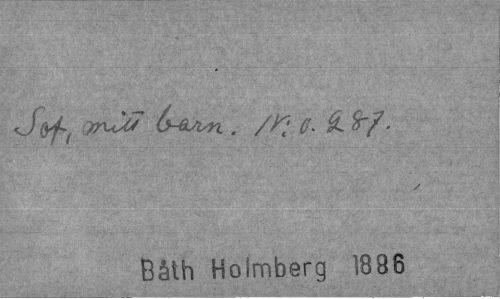 Sof, mitt barn. N:o. 287.
Båth Holmberg 1886